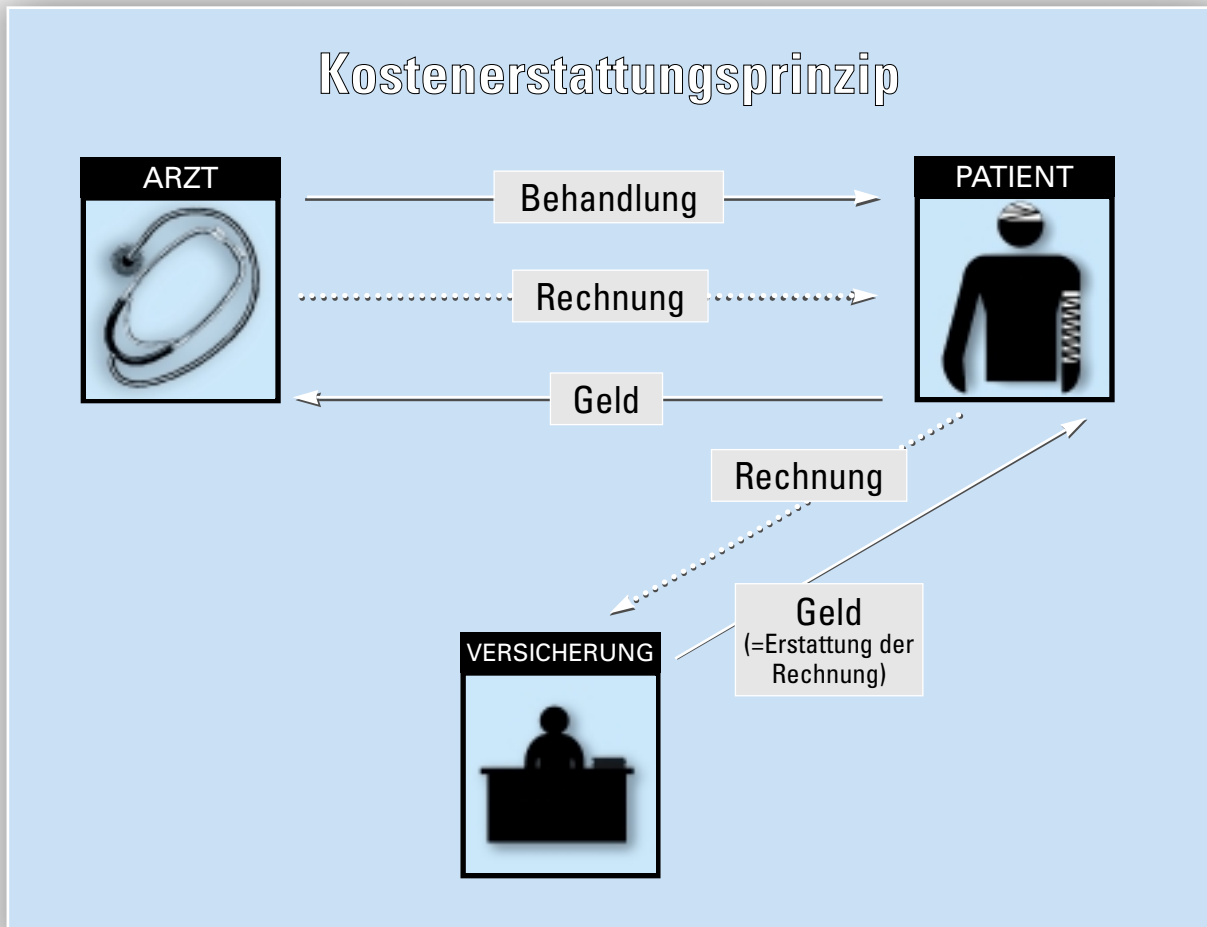 Kostenerstattungsprinzip
ARZT
PATIENT
Behandlung
Rechnung
Geld
Rechnung
Geld
(=Erstattung der
Rechnung)
VERSICHERUNG